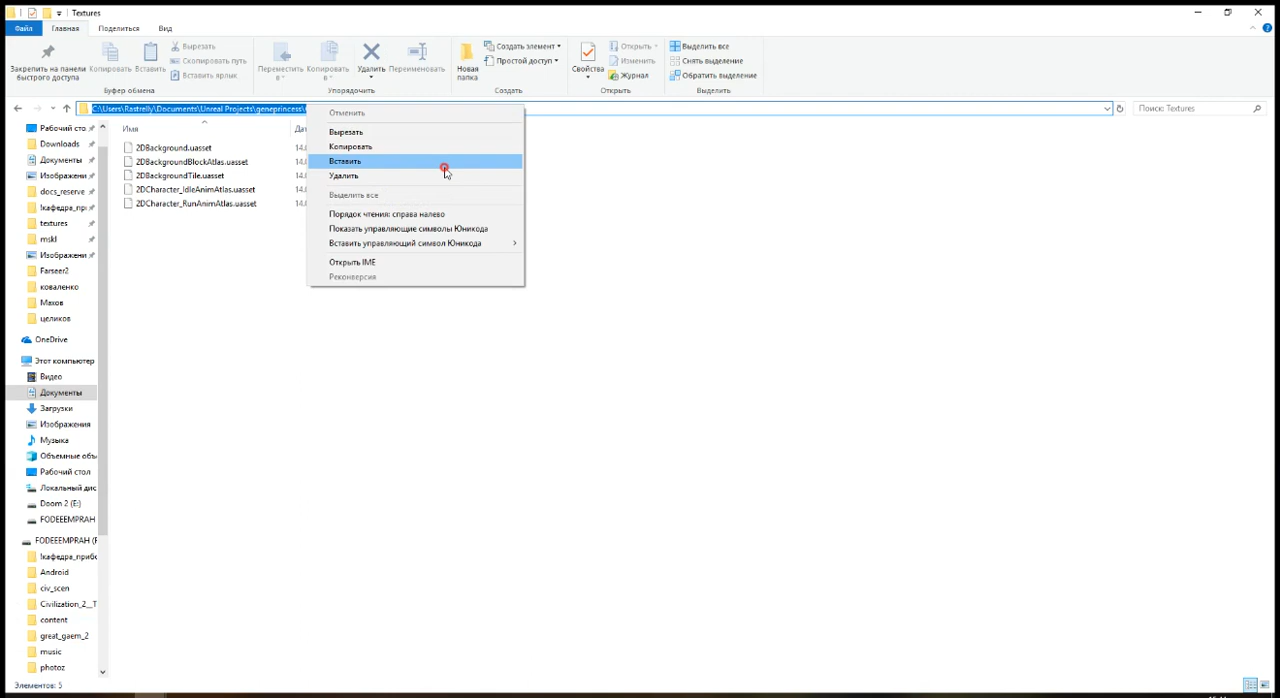 Textures
Файл Главная Поделиться Вид
Закрепить на панели быстрого доступа
Копировать
Вставить
Вырезать
Скопировать путь
Вставить ярлык
Буфер обмена
Переместить в
Копировать в
Удалить
Переименовать
Упорядочить
Новая папка
Создать элемент
Простой доступ
Создать
Свойства
Открыть
Изменить
Журнал
Открыть
Выделить все
Снять выделение
Обратить выделение
Выделить
C:\Users\Rastrelly\Documents\Unreal Projects\geneprincess\
Поиск: Textures
Имя
2DBackground.uasset
2DBackgroundBlockAtlas.uasset
2DBackgroundTile.uasset
2DCharacter_IdleAnimAtlas.uasset
2DCharacter_RunAnimAtlas.uasset
Отменить
Вырезать
Копировать
Вставить
Удалить
Выделить все
Порядок чтения: справа налево
Показать управляющие символы Юникода
Вставить управляющий символ Юникода
Открыть IME
Реконверсия
Рабочий сто
Downloads
Документы
Изображени
docs_reserve
!кафедра_при
textures
mskl
Изображени
Farseer2
коваленко
Махов
целиков
OneDrive
Этот компьютер
Видео
Документы
Загрузки
Изображения
Музыка
Объемные объ
Рабочий стол
Локальный дис
Doom 2 (E:)
FODEEEMPRAH
FODEEEMPRAH (F
!кафедра_прибо
Android
civ_scen
Civilization_2__T
content
great_gaem_2
music
photoz
Элементов: 5